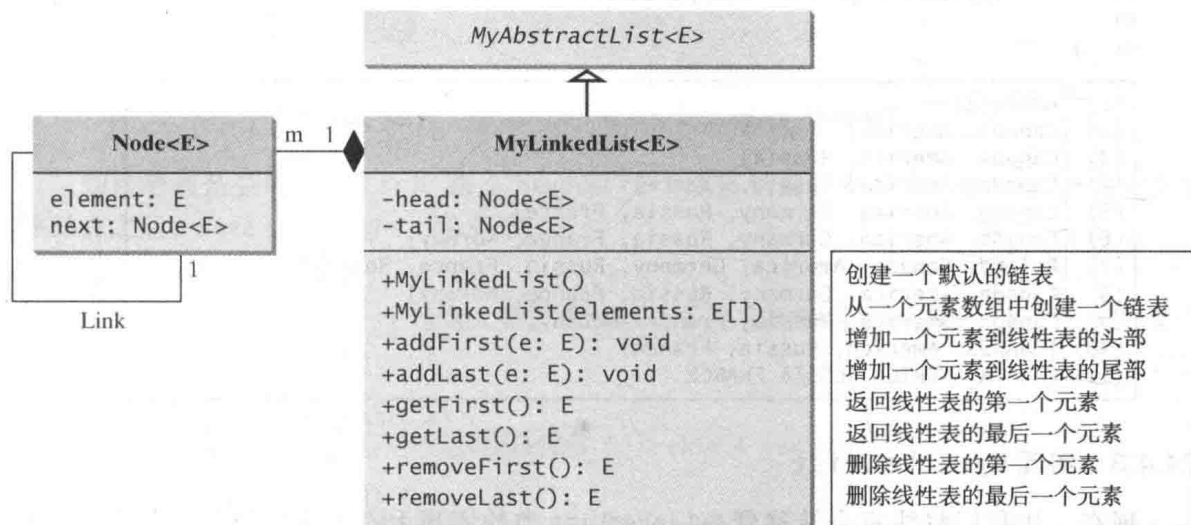 MyAbstractList<E>
m 1
Node<E>
element: E
next: Node<E>
1
Link
MyLinkedList<E>
-head: Node<E>
-tail: Node<E>
+MyLinkedList()
+MyLinkedList(elements: E[])
+addFirst(e: E): void
+addLast(e: E): void
+getFirst(): E
+getLast(): E
+removeFirst(): E
+removeLast(): E
创建一个默认的链表
从一个元素数组中创建一个链表
增加一个元素到线性表的头部
增加一个元素到线性表的尾部
返回线性表的第一个元素
返回线性表的最后一个元素
删除线性表的第一个元素
删除线性表的最后一个元素